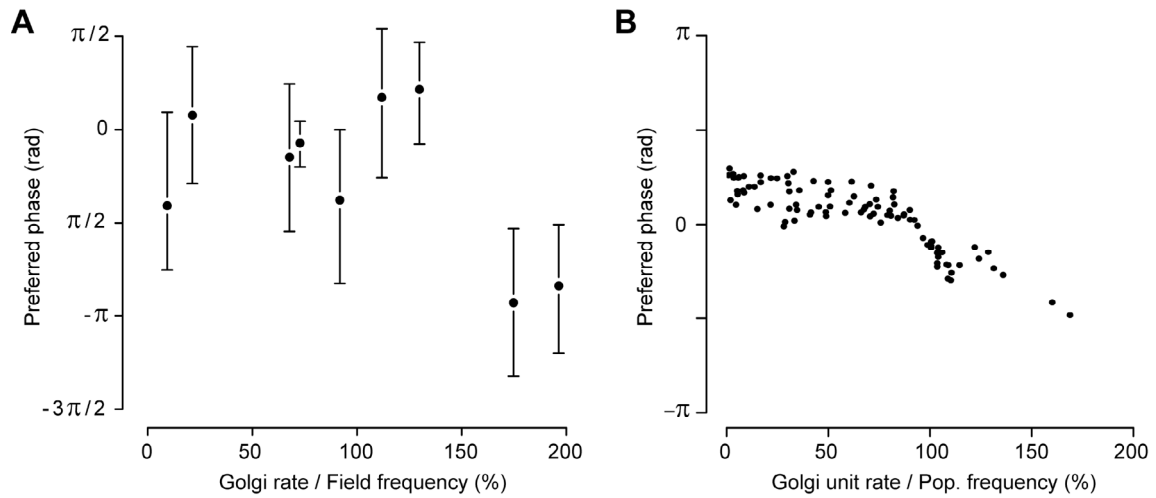 A
Preferred phase (rad)
π/2
0
π/2
-π
-3π/2
0 50 100 150 200
Golgi rate / Field frequency (%)
B
Preferred phase (rad)
π
0
−π
0 50 100 150 200
Golgi unit rate / Pop. frequency (%)